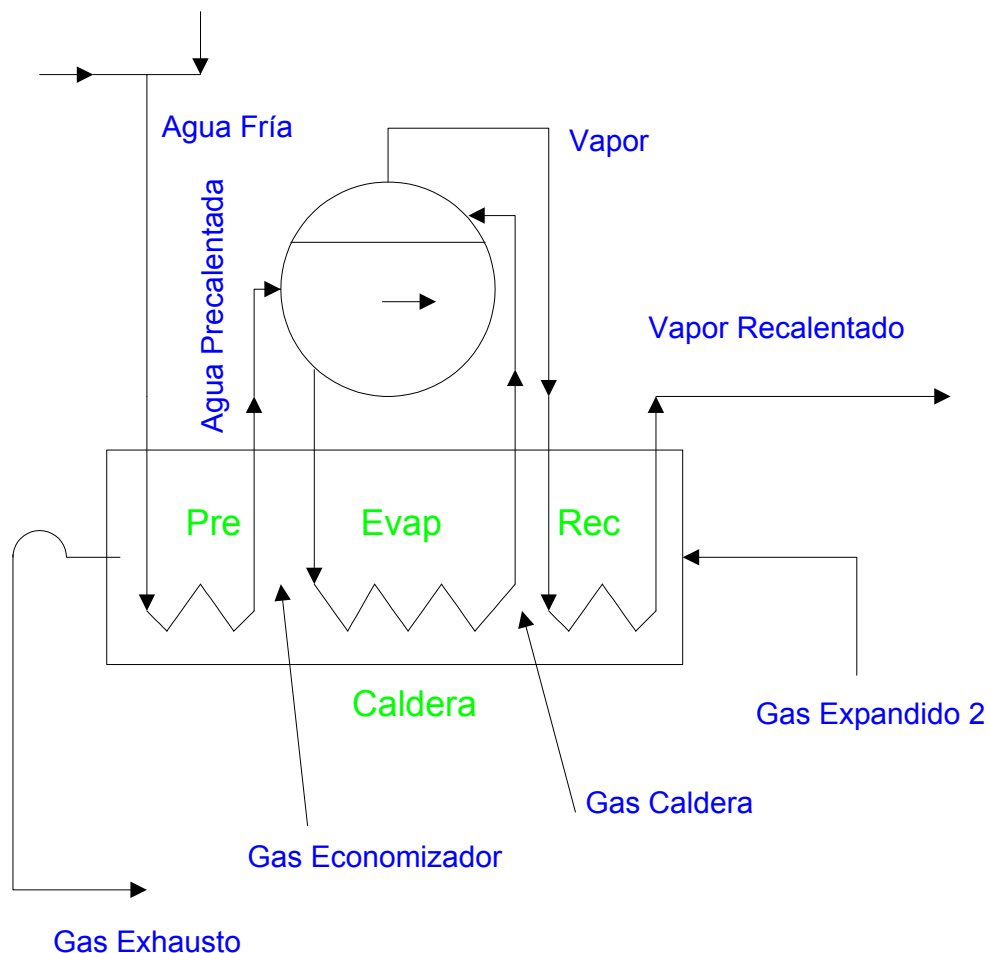 Agua Fría
Vapor
Agua Precalentada
Vapor Recalentado
Pre
Evap
Rec
Caldera
Gas Expandido 2
Gas Caldera
Gas Economizador
Gas Exhausto